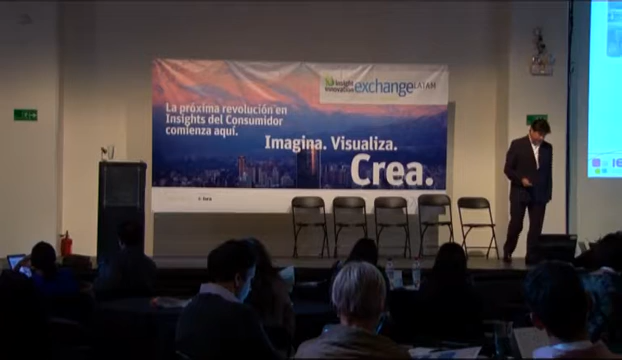 insight
innovation exchange LATAM
La próxima revolución en
Insights del Consumidor
comienza aquí.
Imagina. Visualiza.
Crea.